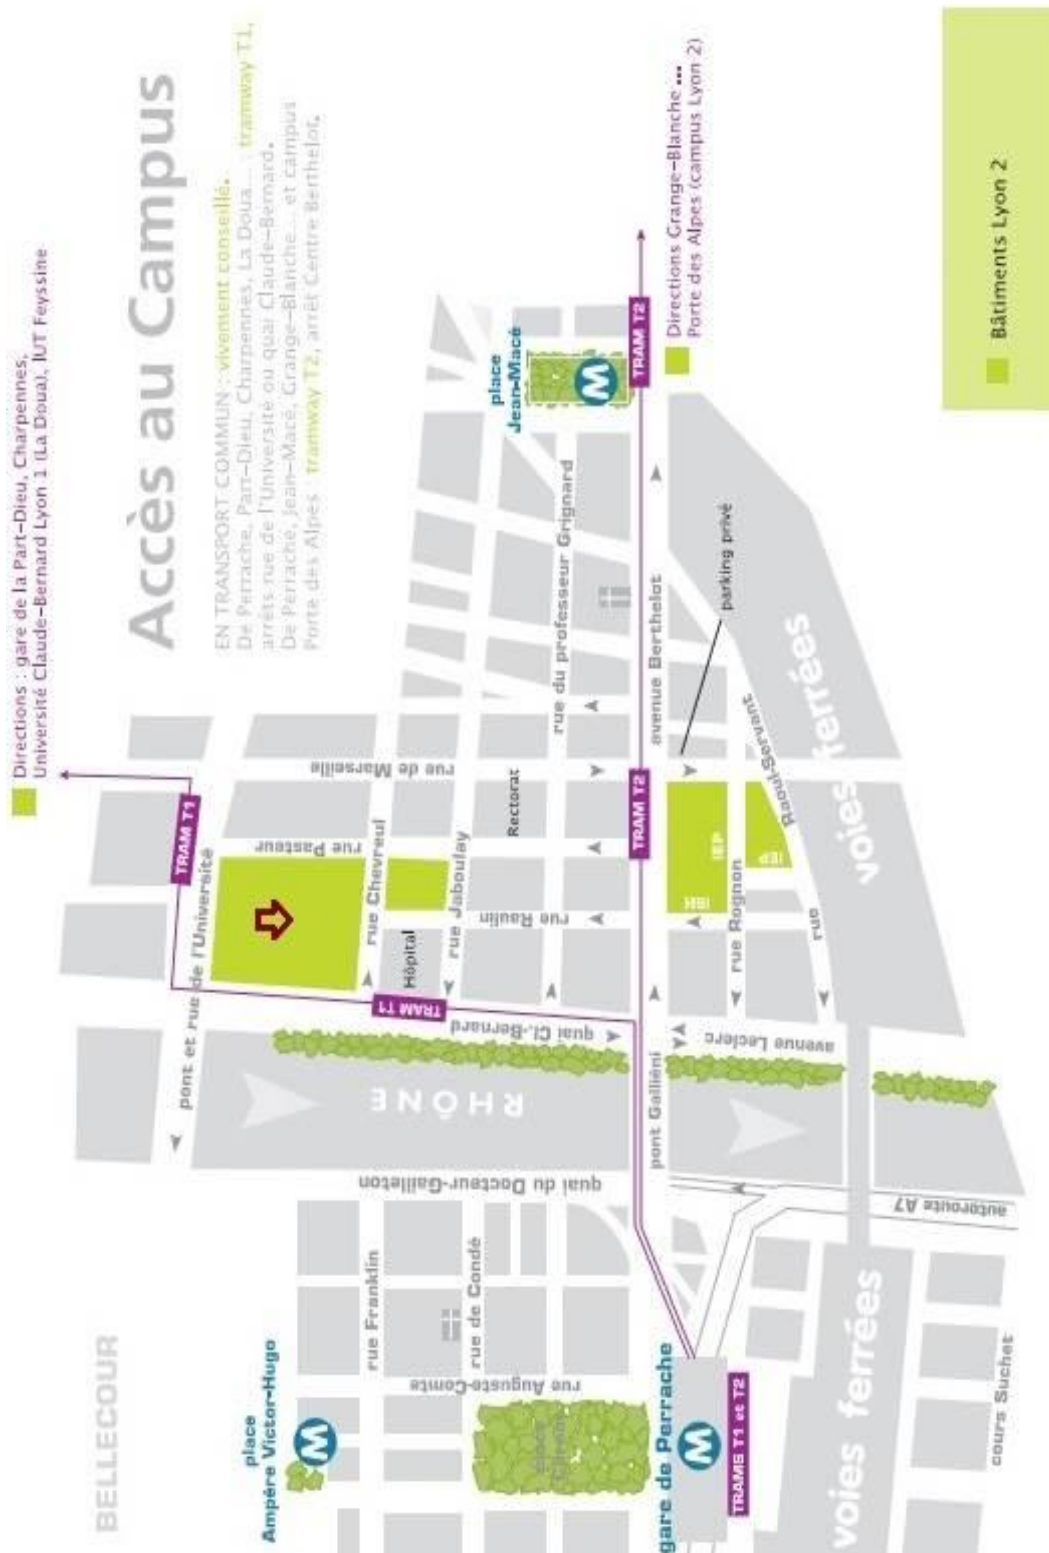 Accès au Campus
EN TRANSPORT COMMUN : vivement conseillé.
De Perrache, Part-Dieu, Charpennes, La Doua... : tramway T1,
arrêts rue de l'Université ou quai Claude-Bernard.
De Perrache, Jean-Macé, Grange-Blanche... et campus
Porte des Alpes : tramway T2, arrêt Centre Berthelot.
Directions : gare de la Part-Dieu, Charpennes,
Université Claude-Bernard Lyon 1 (La Doua), IUT Feyssine
BELLECOUR
place
Ampère Victor-Hugo
M
rue Franklin
rue de Condé
rue Auguste-Comte
gare de Perrache
M
TRAMS T1 et T2
voies ferrées
cours Suchet
quai du Docteur-Gailleton
autoroute A7
RHÔNE
pont Galliéni
pont et rue de l'Université
TRAM T1
TRAM T1
quai Cl.-Bernard
avenue Leclerc
rue Pasteur
rue Chevreul
Hôpital
rue Jaboulay
rue Raulin
Rectorat
rue de Marseille
TRAM T2
IEP
IEP
rue Rognon
rue
Raoul-Servant
voies ferrées
parking privé
avenue Berthelot
rue du professeur Grignard
place
Jean-Macé
M
TRAM T2
Directions Grange-Blanche ...
Porte des Alpes (campus Lyon 2)
Bâtiments Lyon 2